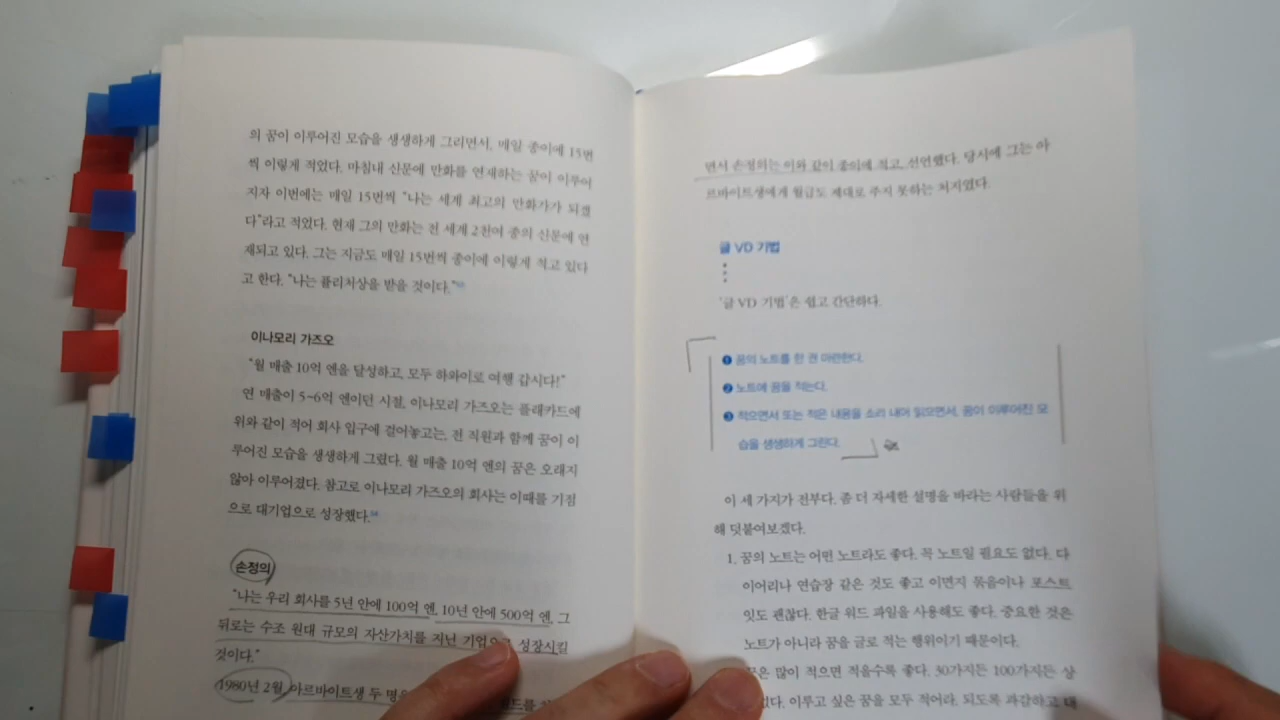 의 꿈이 이루어진 모습을 생생하게 그리면서, 매일 종이에 15번
씩 이렇게 적었다. 마침내 신문에 만화를 연재하는 꿈이 이루어
지자 이번에는 매일 15번씩 "나는 세계 최고의 만화가가 되겠
다"라고 적었다. 현재 그의 만화는 전 세계 2천여 종의 신문에 연
재되고 있다. 그는 지금도 매일 15번씩 종이에 이렇게 적고 있다
고 한다. "나는 퓰리처상을 받을 것이다."
이나모리 가즈오
"월 매출 10억 엔을 달성하고, 모두 하와이로 여행 갑시다!"
연 매출이 5~6억 엔이던 시절, 이나모리 가즈오는 플래카드에
위와 같이 적어 회사 입구에 걸어놓고는, 전 직원과 함께 꿈이 이
루어진 모습을 생생하게 그렸다. 월 매출 10억 엔의 꿈은 오래지
않아 이루어졌다. 참고로 이나모리 가즈오의 회사는 이때를 기점
으로 대기업으로 성장했다.
손정의
"나는 우리 회사를 5년 안에 100억 엔, 10년 안에 500억 엔, 그
뒤로는 수조 원대 규모의 자산가치를 지닌 기업으로 성장시킬
것이다."
1980년 2월, 아르바이트생 두 명
면서 손정의는 이와 같이 종이에 적고, 선언했다. 당시에 그는 아
르바이트생에게 월급도 제대로 주지 못하는 처지였다.
글 VD 기법
'글 VD 기법'은 쉽고 간단하다.
❶ 꿈의 노트를 한 권 마련한다.
❷ 노트에 꿈을 적는다.
❸ 적으면서 또는 적은 내용을 소리 내어 읽으면서, 꿈이 이루어진 모
습을 생생하게 그린다.
이 세 가지가 전부다. 좀 더 자세한 설명을 바라는 사람들을 위
해 덧붙여보겠다.
1. 꿈의 노트는 어떤 노트라도 좋다. 꼭 노트일 필요도 없다. 다
이어리나 연습장 같은 것도 좋고 이면지 묶음이나 포스트
잇도 괜찮다. 한글 워드 파일을 사용해도 좋다. 중요한 것은
노트가 아니라 꿈을 글로 적는 행위이기 때문이다.
꿈은 많이 적으면 적을수록 좋다. 30가지든 100가지든 상
없다. 이루고 싶은 꿈을 모두 적어라. 되도록 과감하고 대